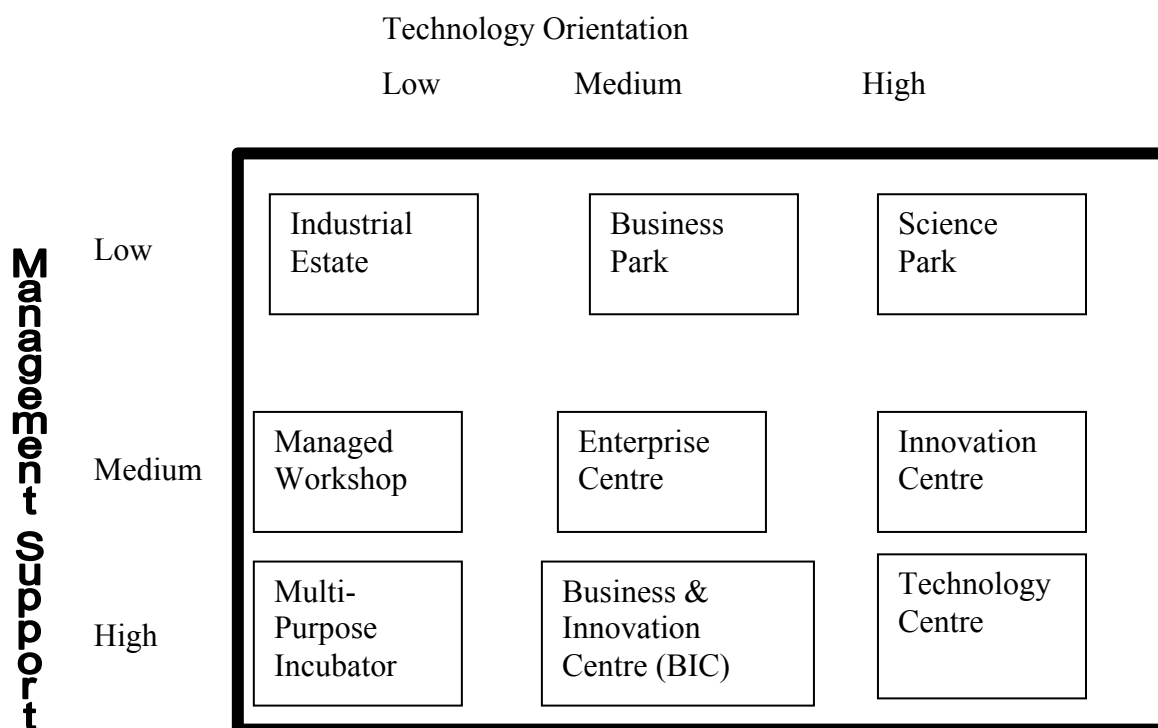 Technology Orientation
Low Medium High
Low
Industrial
Estate
Business
Park
Science
Park
Management Support
Medium
Managed
Workshop
Enterprise
Centre
Innovation
Centre
High
Multi-
Purpose
Incubator
Business &
Innovation
Centre (BIC)
Technology
Centre